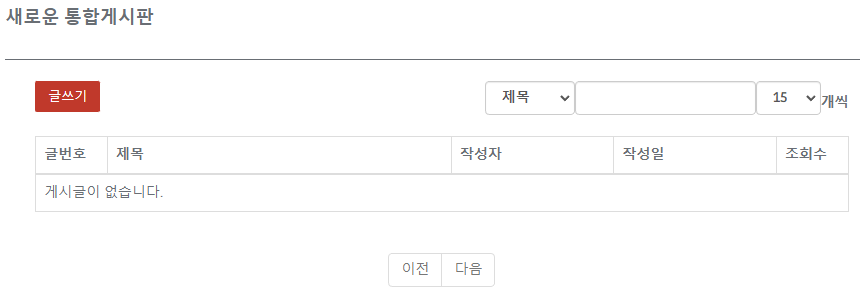 새로운 통합게시판
글쓰기 제목 15 개씩
글번호 제목 작성자 작성일 조회수
게시글이 없습니다.
이전 다음